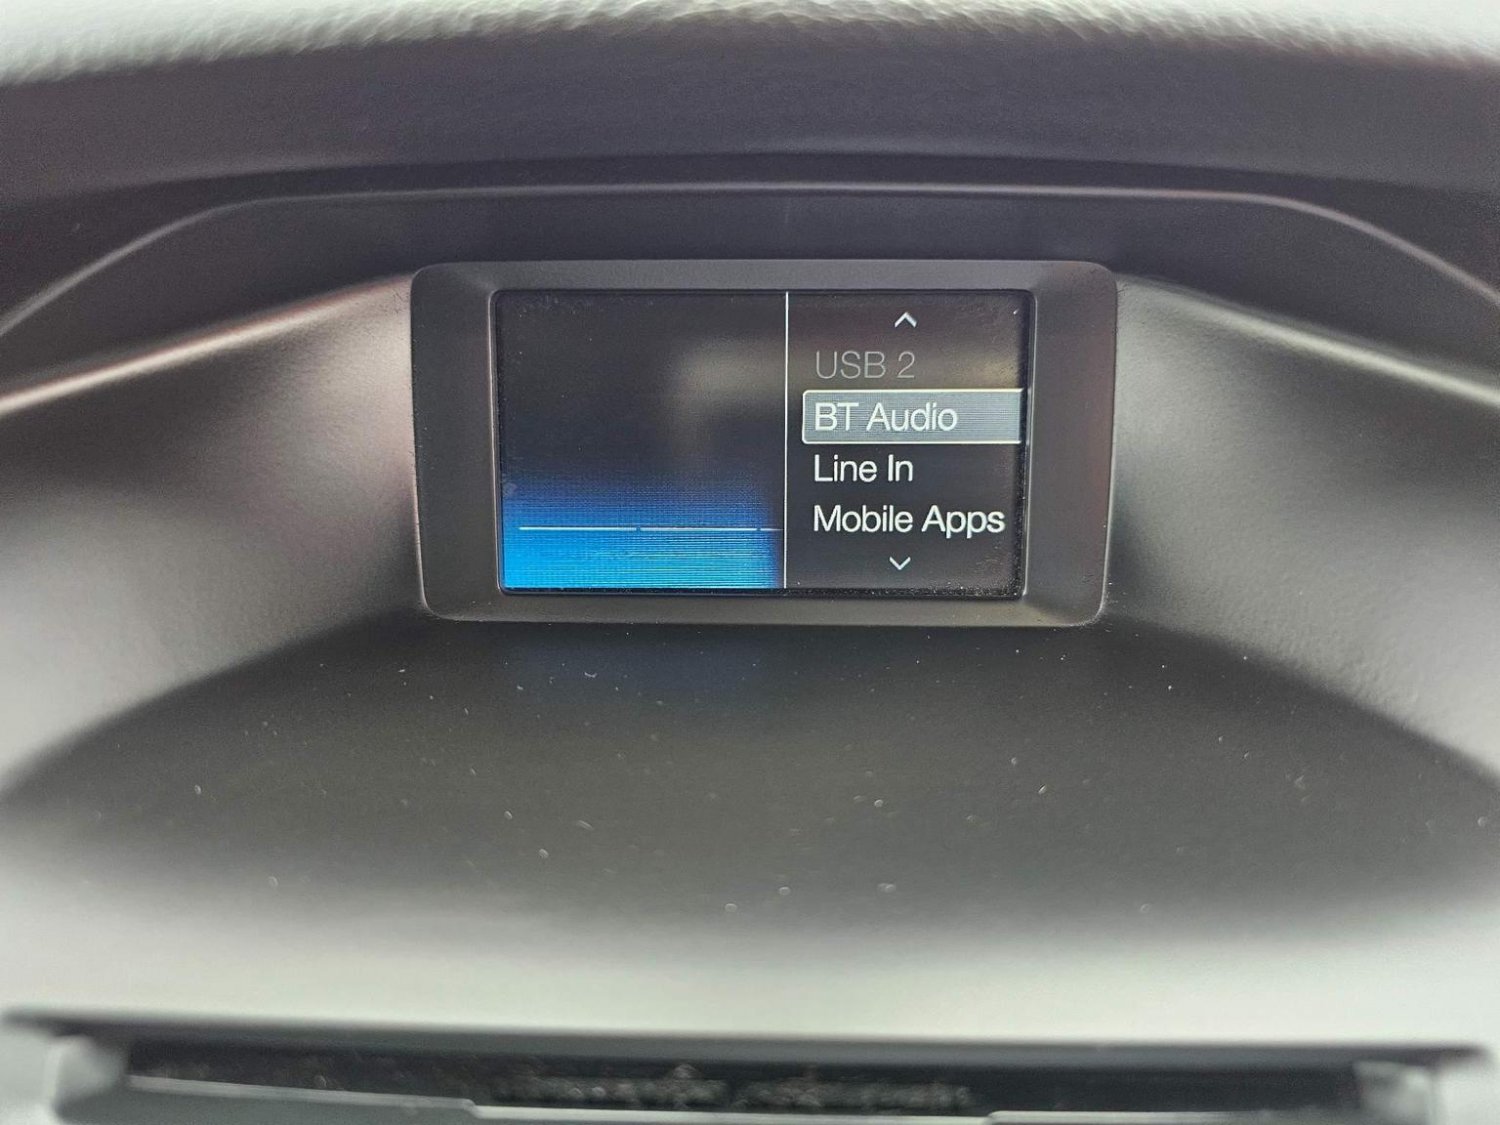 USB 2
BT Audio
Line In
Mobile Apps